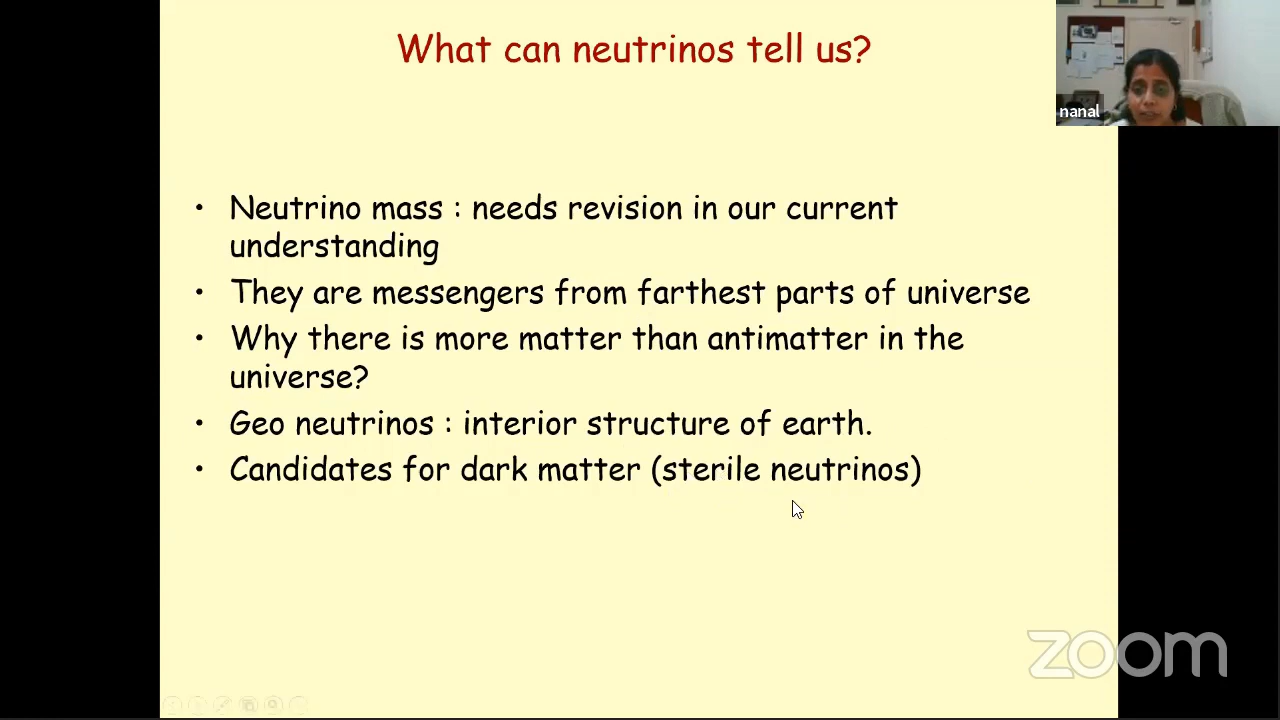 What can neutrinos tell us?
nanal
• Neutrino mass : needs revision in our current
understanding
• They are messengers from farthest parts of universe
• Why there is more matter than antimatter in the
universe?
• Geo neutrinos : interior structure of earth.
• Candidates for dark matter (sterile neutrinos)
zoom